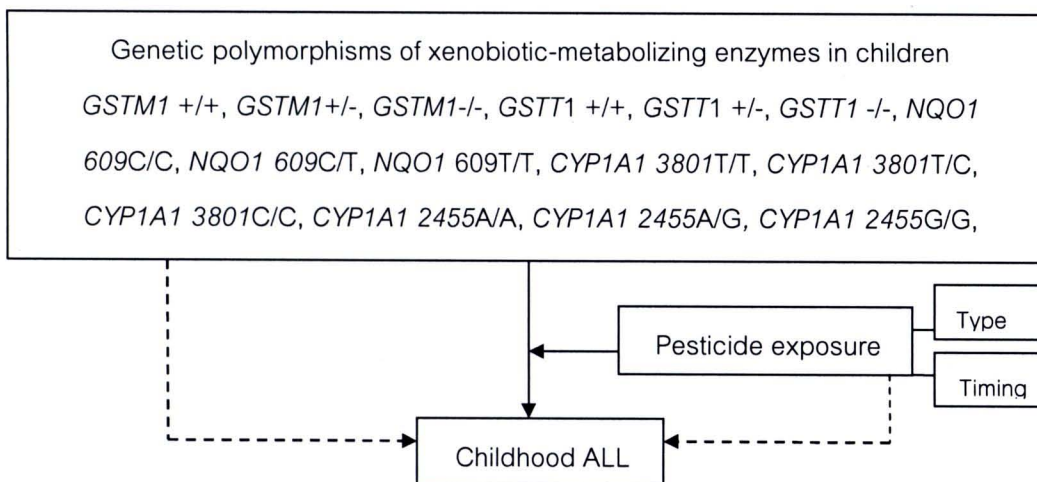 Genetic polymorphisms of xenobiotic-metabolizing enzymes in children
GSTM1 +/+, GSTM1+/-, GSTM1-/-, GSTT1 +/+, GSTT1 +/-, GSTT1 -/-, NQO1
609C/C, NQO1 609C/T, NQO1 609T/T, CYP1A1 3801T/T, CYP1A1 3801T/C,
CYP1A1 3801C/C, CYP1A1 2455A/A, CYP1A1 2455A/G, CYP1A1 2455G/G,
Type
Pesticide exposure
Timing
Childhood ALL